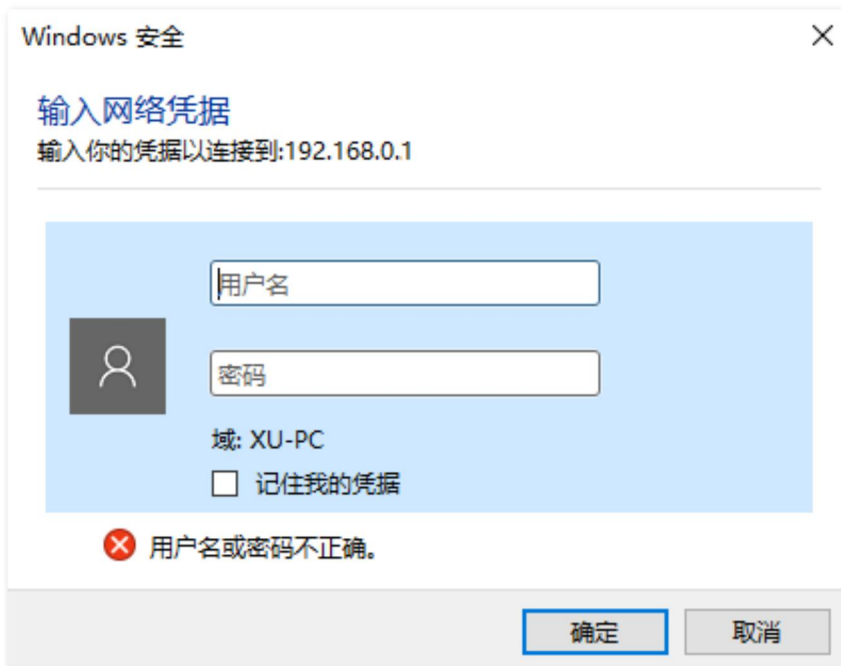 Windows 安全
输入网络凭据
输入你的凭据以连接到:192.168.0.1
用户名
密码
域: XU-PC
记住我的凭据
用户名或密码不正确。
确定
取消